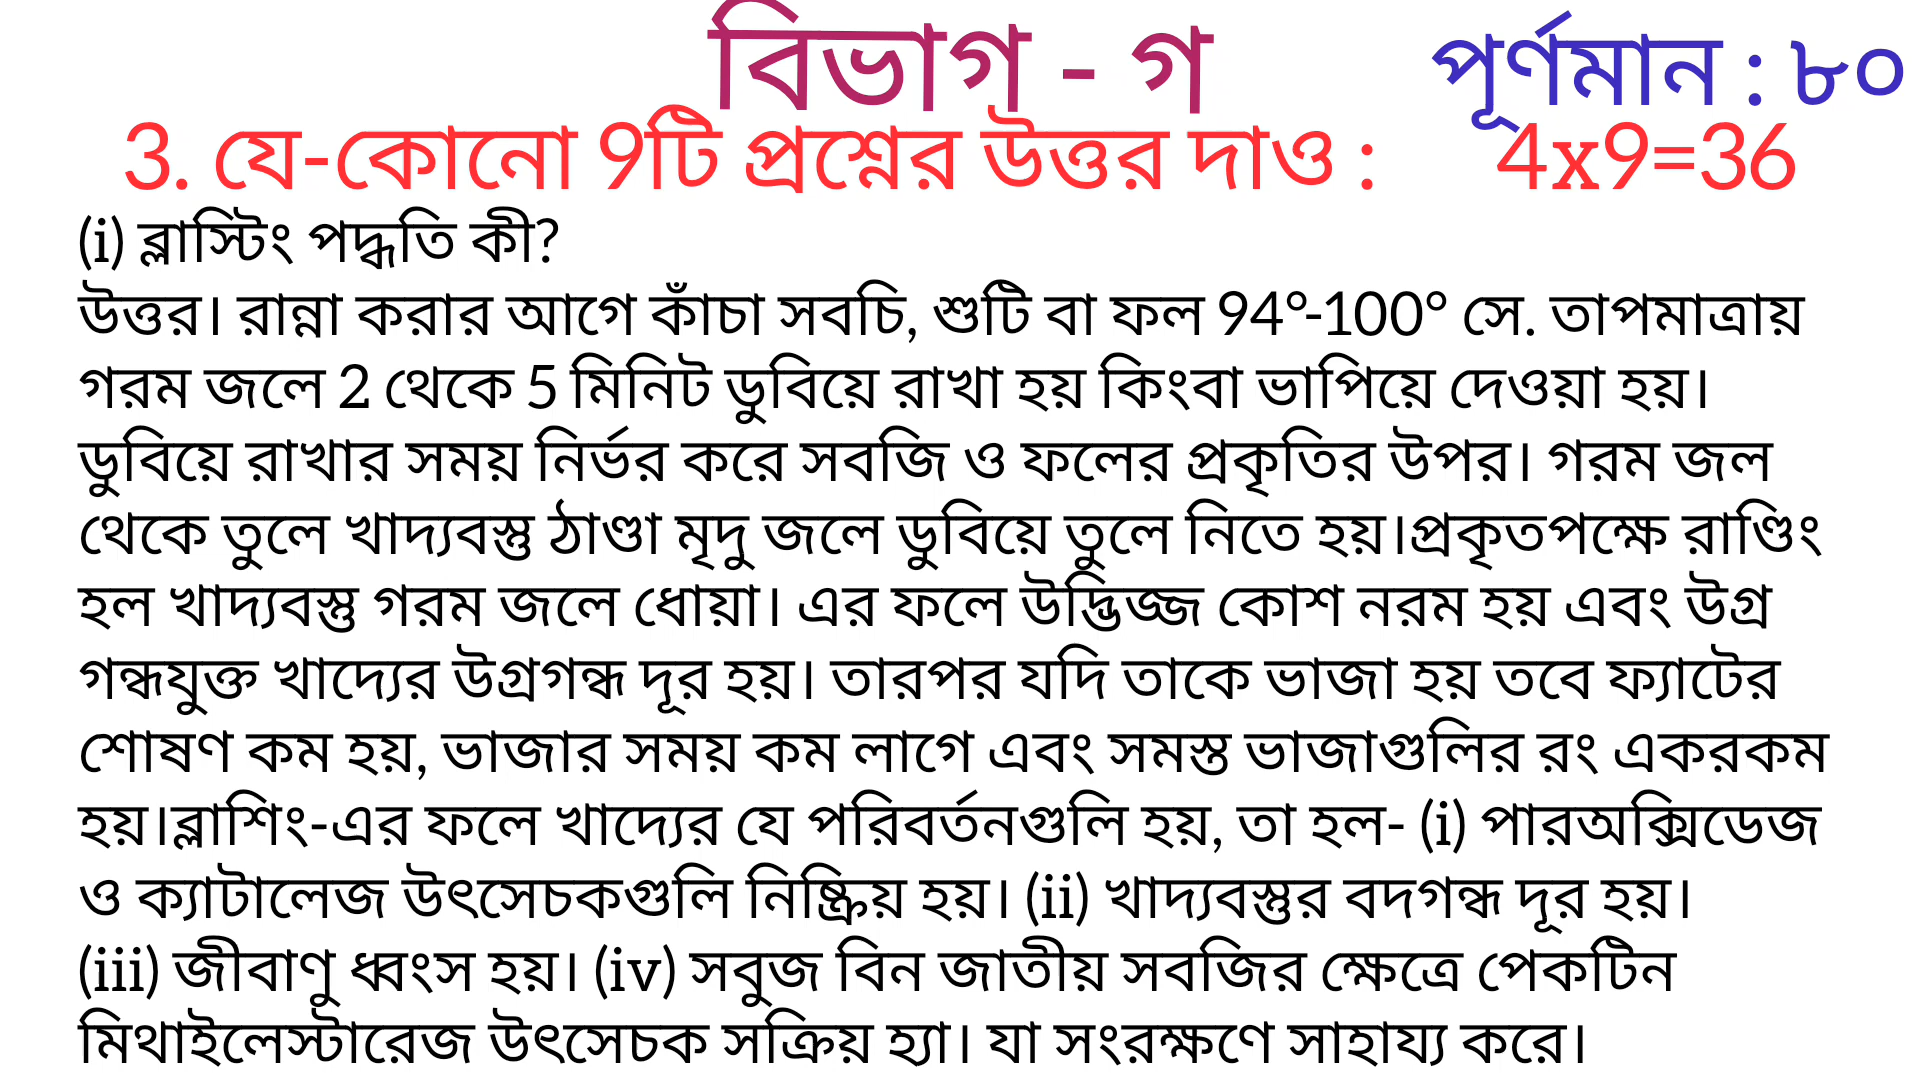 বিভাগ - গ
পূর্ণমান : ৮০
3. যে-কোনো 9টি প্রশ্নের উত্তর দাও : 4x9=36
(i) ব্লাস্টিং পদ্ধতি কী?
উত্তর। রান্না করার আগে কাঁচা সবচি, শুটি বা ফল 94°-100° সে. তাপমাত্রায়
গরম জলে 2 থেকে 5 মিনিট ডুবিয়ে রাখা হয় কিংবা ভাপিয়ে দেওয়া হয়।
ডুবিয়ে রাখার সময় নির্ভর করে সবজি ও ফলের প্রকৃতির উপর। গরম জল
থেকে তুলে খাদ্যবস্তু ঠাণ্ডা মৃদু জলে ডুবিয়ে তুলে নিতে হয়।প্রকৃতপক্ষে রাণ্ডিং
হল খাদ্যবস্তু গরম জলে ধোয়া। এর ফলে উদ্ভিজ্জ কোশ নরম হয় এবং উগ্র
গন্ধযুক্ত খাদ্যের উগ্রগন্ধ দূর হয়। তারপর যদি তাকে ভাজা হয় তবে ফ্যাটের
শোষণ কম হয়, ভাজার সময় কম লাগে এবং সমস্ত ভাজাগুলির রং একরকম
হয়।ব্লাশিং-এর ফলে খাদ্যের যে পরিবর্তনগুলি হয়, তা হল- (i) পারঅক্সিডেজ
ও ক্যাটালেজ উৎসেচকগুলি নিষ্ক্রিয় হয়। (ii) খাদ্যবস্তুর বদগন্ধ দূর হয়।
(iii) জীবাণু ধ্বংস হয়। (iv) সবুজ বিন জাতীয় সবজির ক্ষেত্রে পেকটিন
মিথাইলেস্টারেজ উৎসেচক সক্রিয় হ্যা। যা সংরক্ষণে সাহায্য করে।